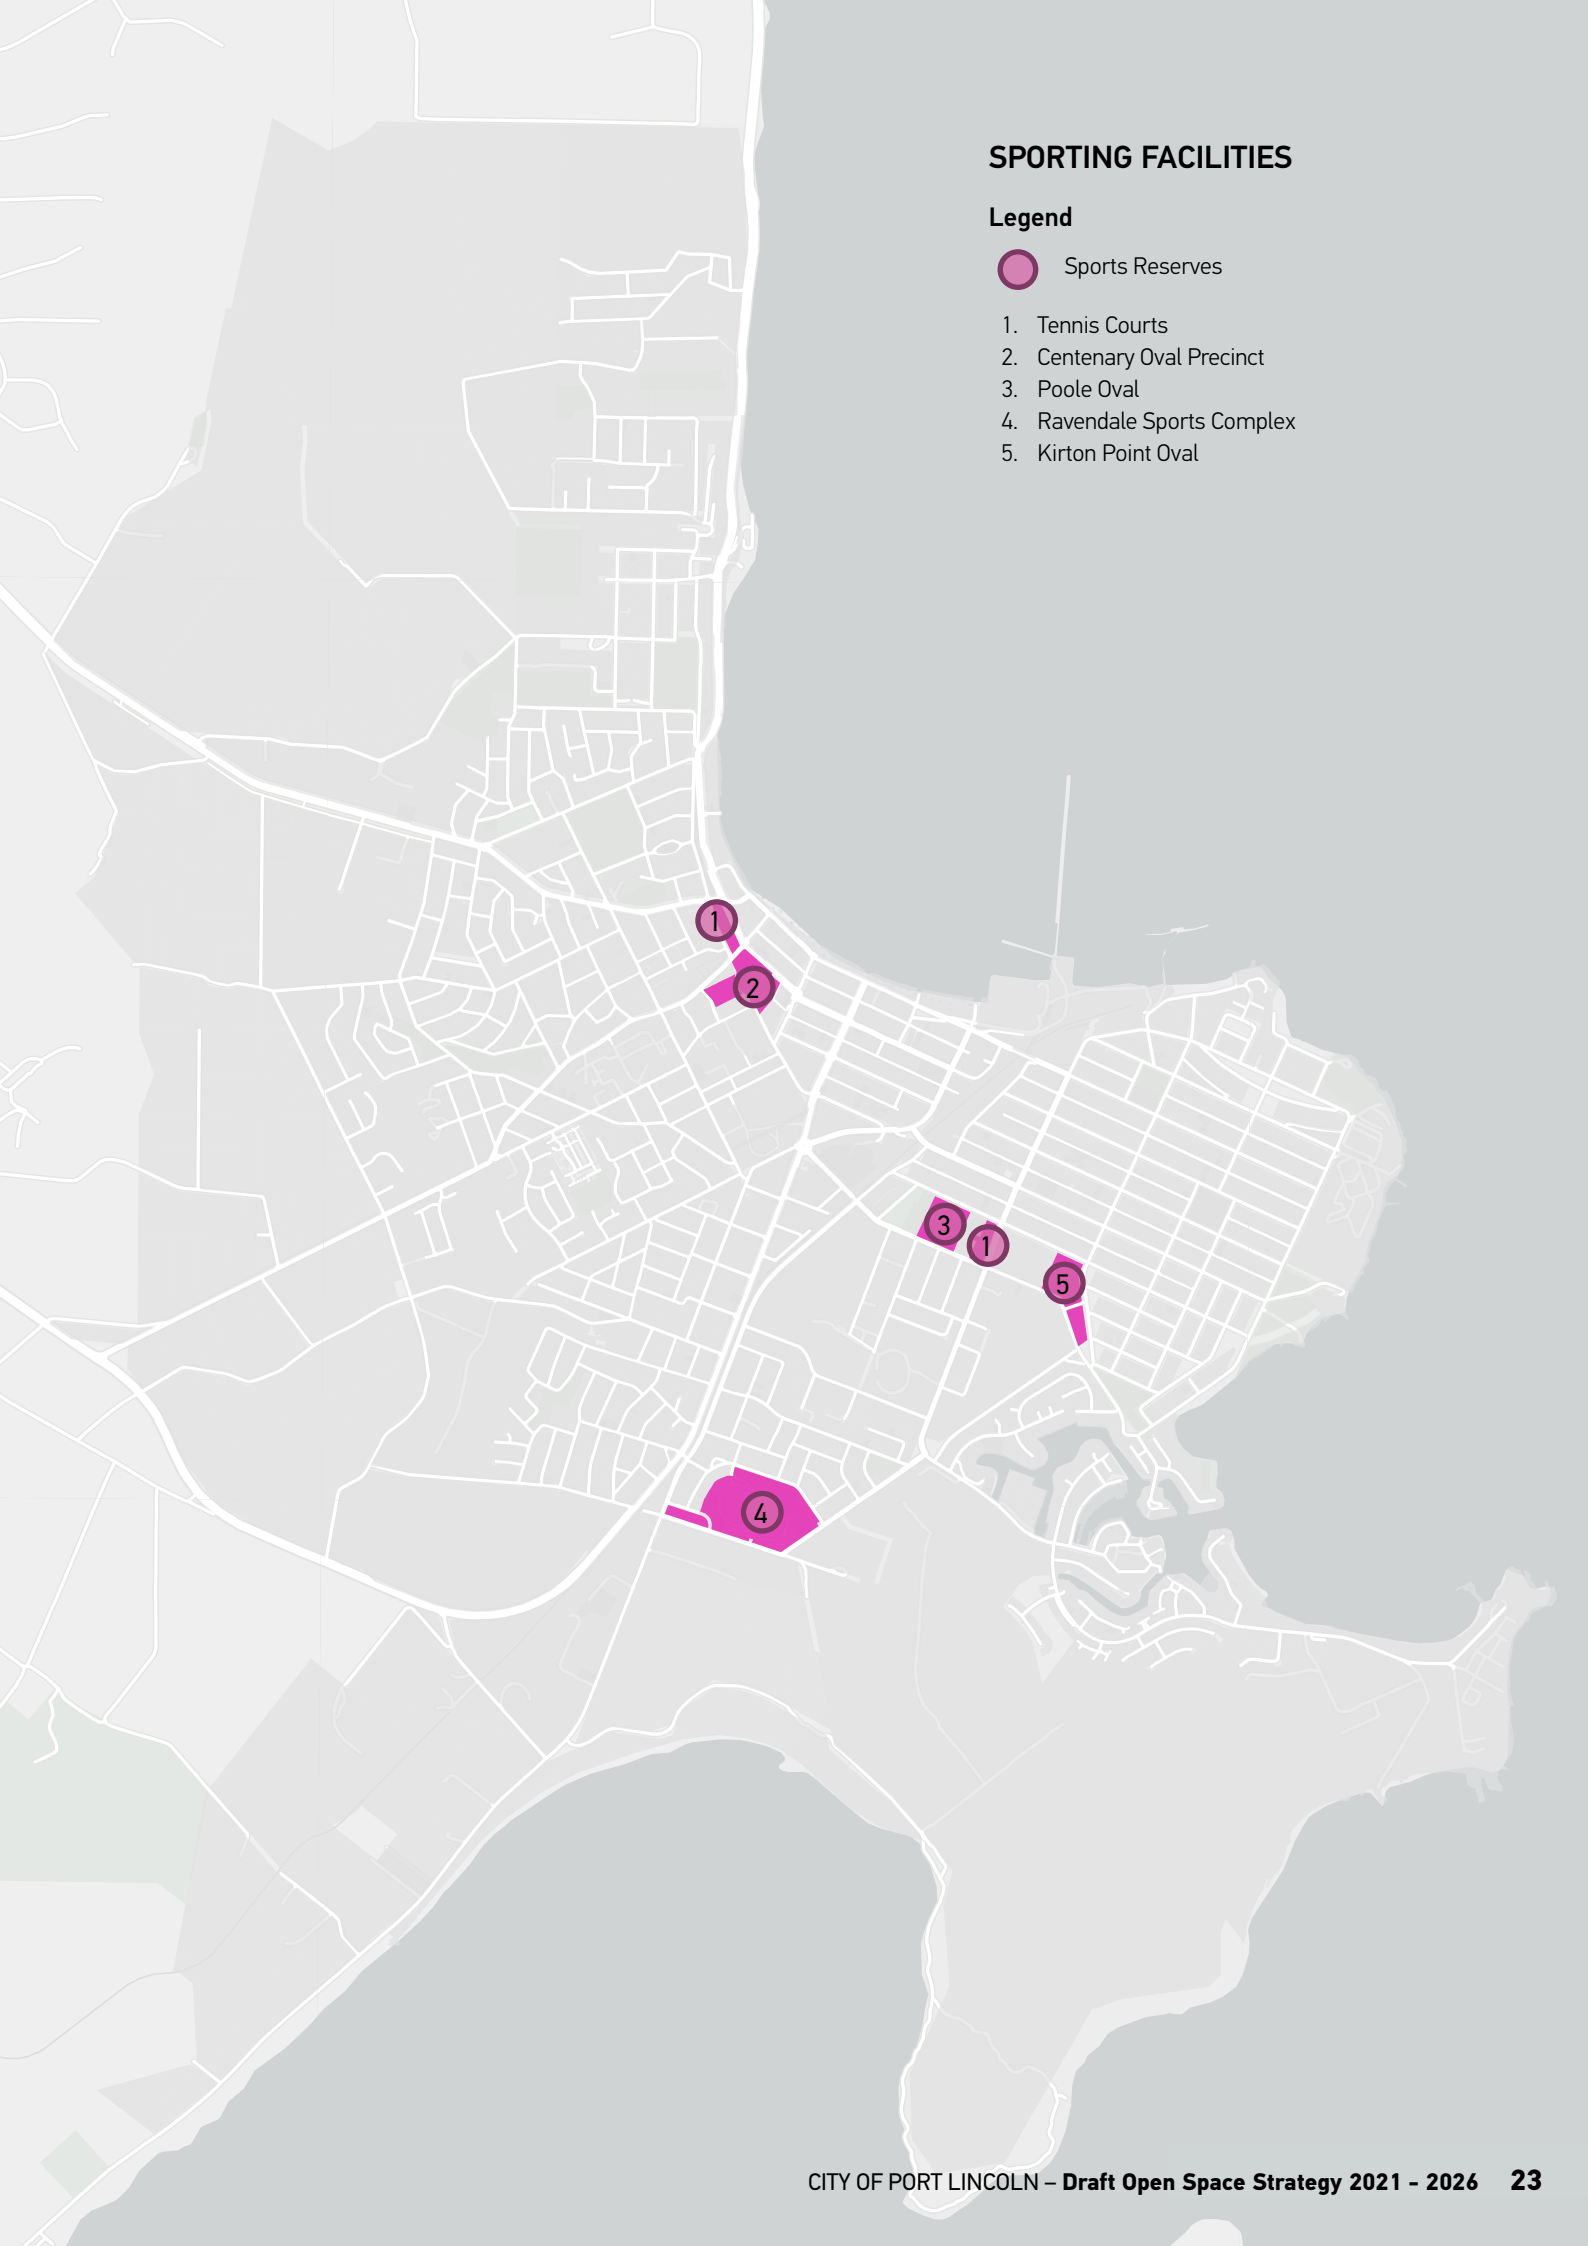 SPORTING FACILITIES
Legend
Sports Reserves
1. Tennis Courts
2. Centenary Oval Precinct
3. Poole Oval
4. Ravendale Sports Complex
5. Kirton Point Oval
1
2
3
1
5
4
CITY OF PORT LINCOLN – Draft Open Space Strategy 2021 - 2026 23